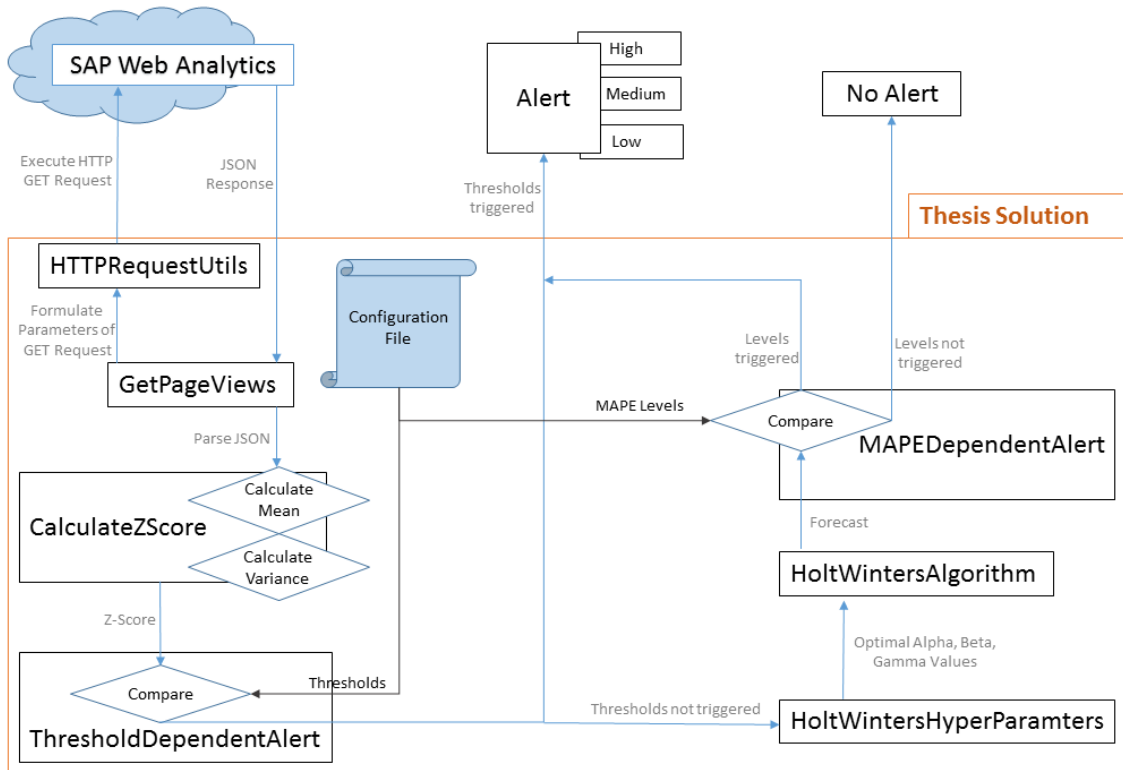 SAP Web Analytics
High
Alert
Medium
Low
No Alert
Execute HTTP
GET Request
JSON
Response
Thresholds
triggered
Thesis Solution
HTTPRequestUtils
Formulate
Parameters of
GET Request
Configuration
File
Levels
triggered
Levels not
triggered
GetPageViews
MAPE Levels
Compare
MAPEDependentAlert
Parse JSON
Calculate
Mean
CalculateZScore
Calculate
Variance
Forecast
HoltWintersAlgorithm
Z-Score
Optimal Alpha, Beta,
Gamma Values
Compare
Thresholds
Thresholds not triggered
HoltWintersHyperParamters
ThresholdDependentAlert